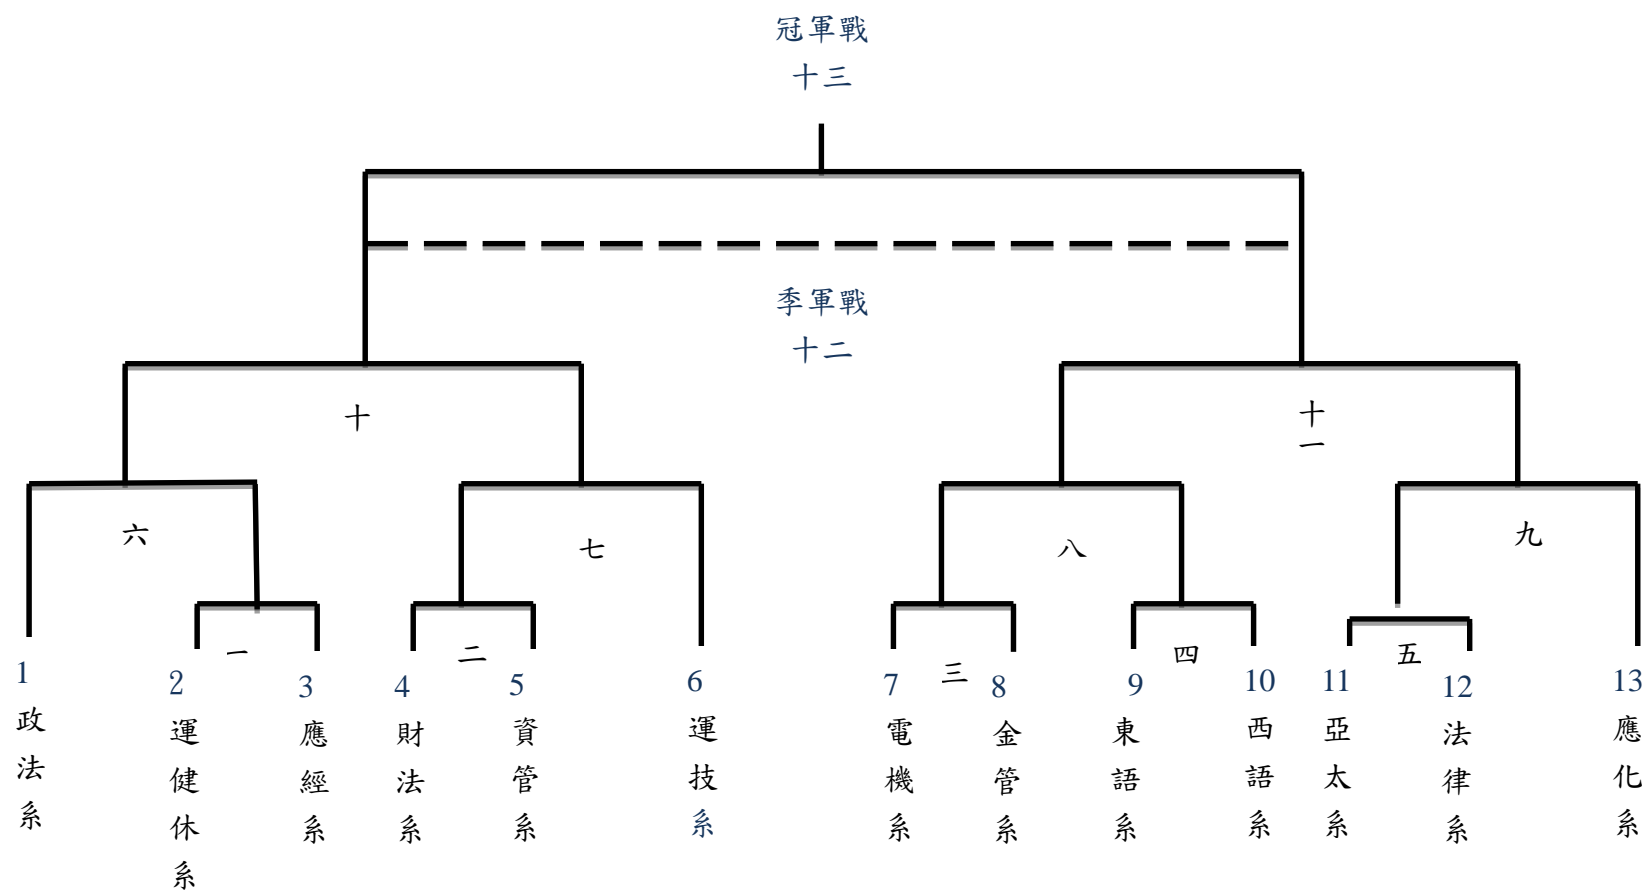 冠軍戰
十三
季軍戰
十二
十
十一
六
七
八
九
一
二
三
四
五
1
政法系
2
運健休系
3
應經系
4
財法系
5
資管系
6
運技系
7
電機系
8
金管系
9
東語系
10
西語系
11
亞太系
12
法律系
13
應化系